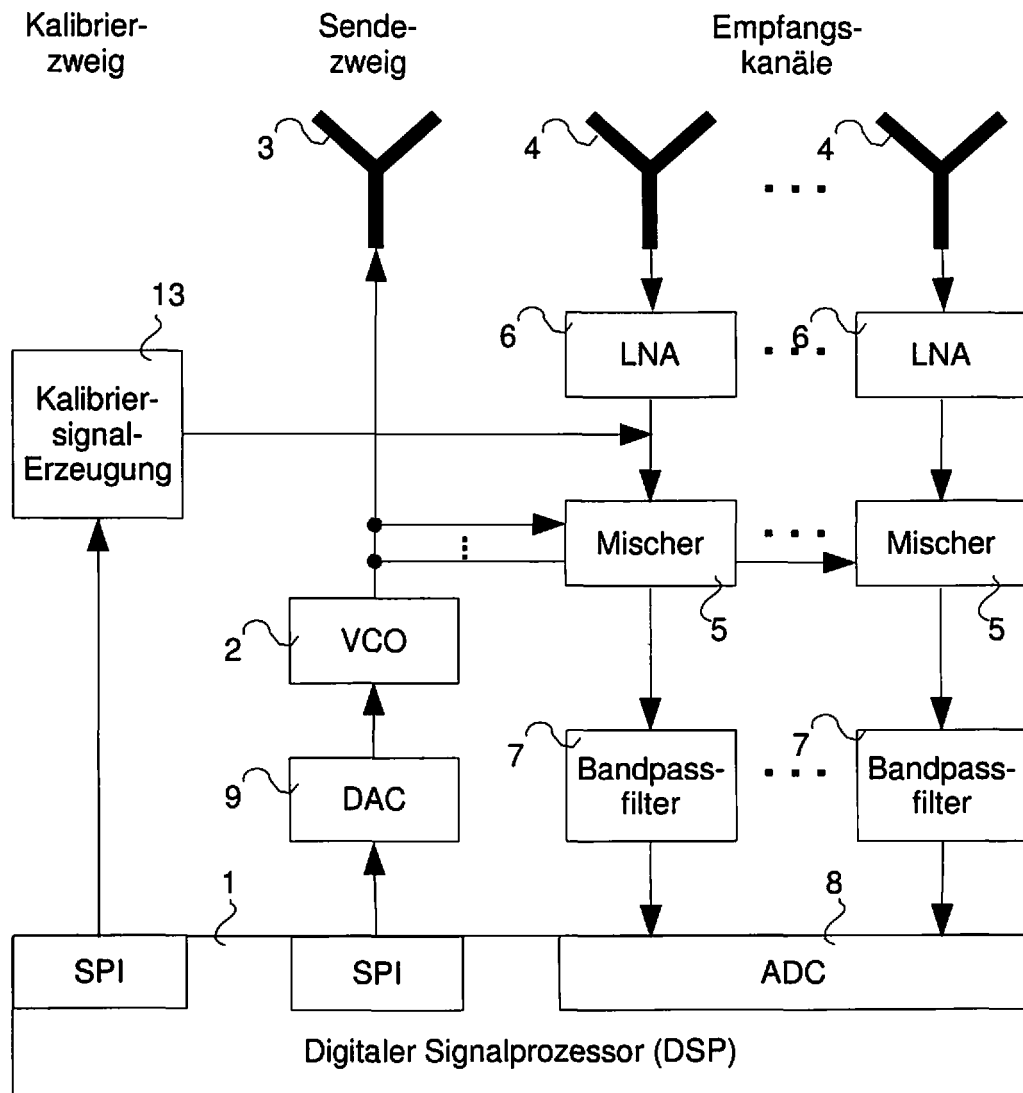 Kalibrier-
zweig
Sende-
zweig
Empfangs-
kanäle
3
4
4
13
6
LNA
6
LNA
Kalibrier-
signal-
Erzeugung
Mischer
Mischer
5
5
2
VCO
7
Bandpass-
filter
7
Bandpass-
filter
9
DAC
1
8
SPI
SPI
ADC
Digitaler Signalprozessor (DSP)